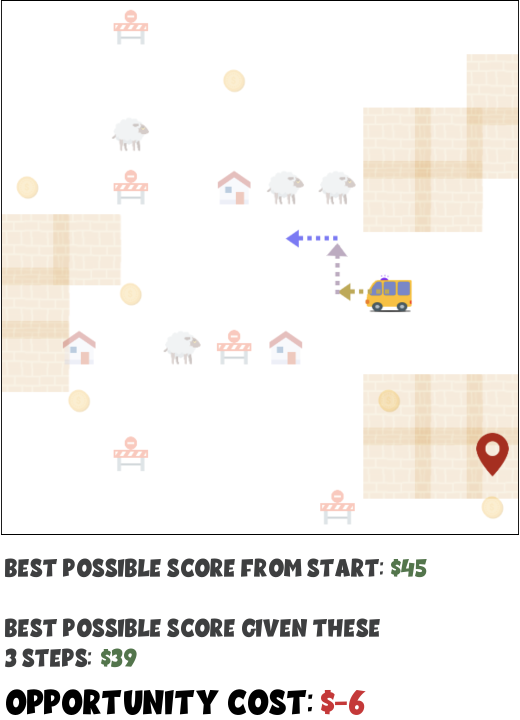 BEST POSSIBLE SCORE FROM START: $45
BEST POSSIBLE SCORE GIVEN THESE
3 STEPS: $39
OPPORTUNITY COST: $-6